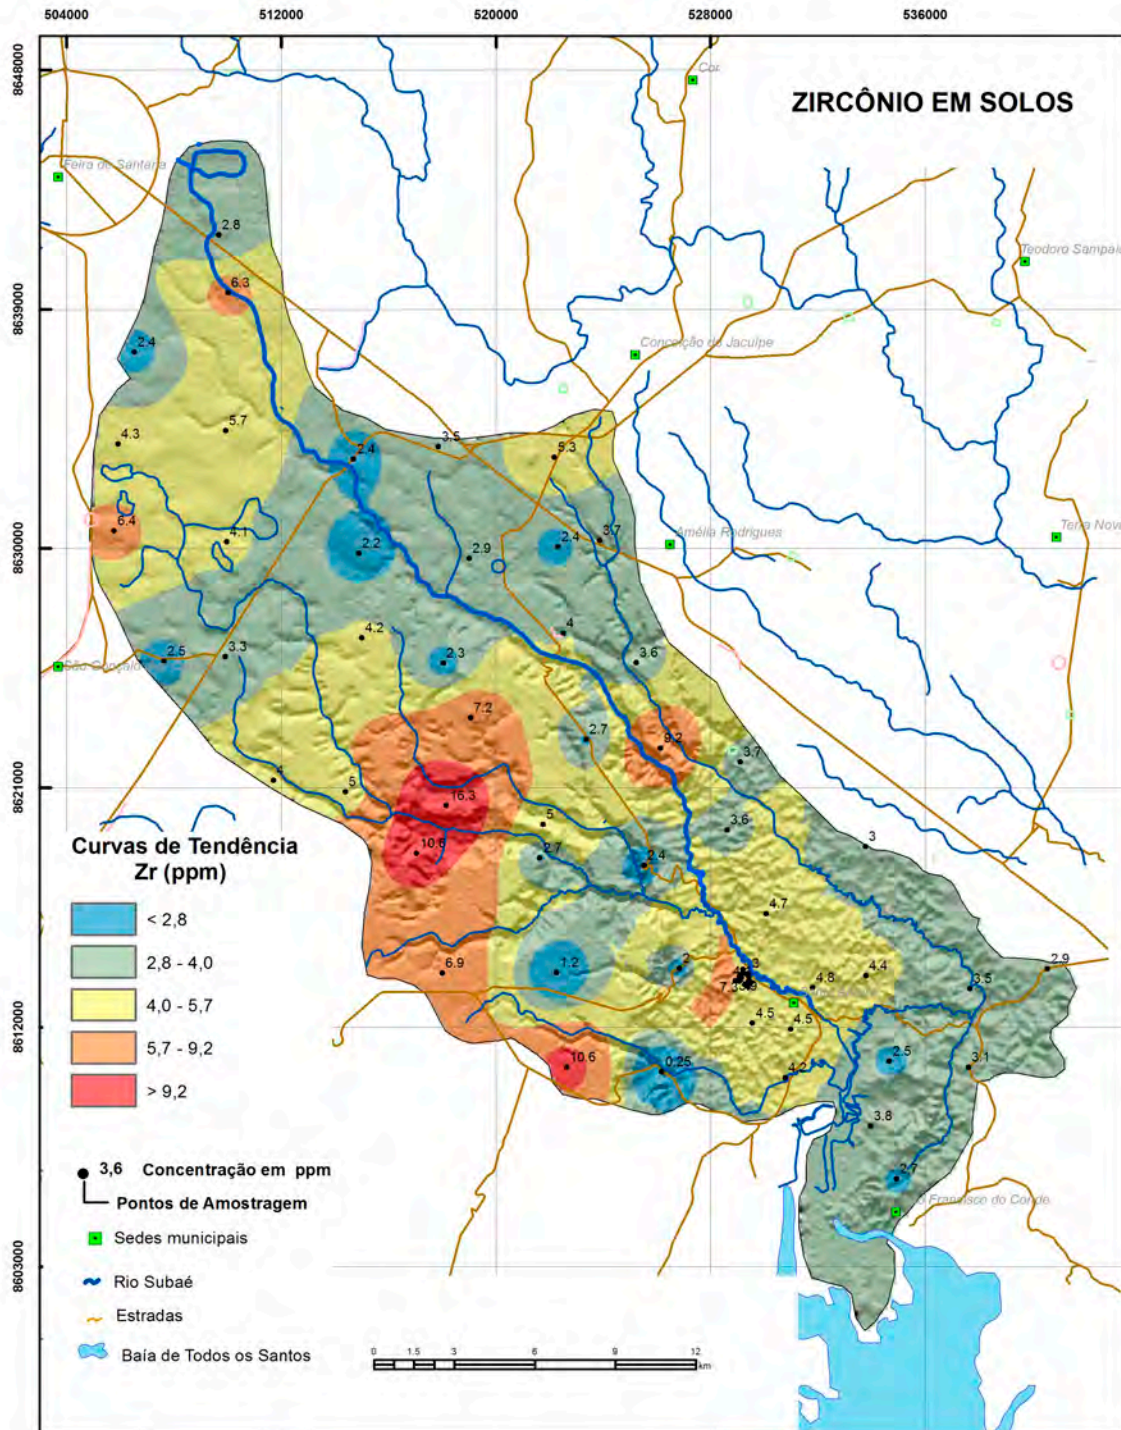 504000 512000 520000 528000 536000
8648000
8639000
8630000
8621000
8612000
8603000
ZIRCÔNIO EM SOLOS
Cor
Feira de Santana
Teodoro Sampaio
Conceição do Jacuípe
Amélia Rodrigues
Terra Nova
São Gonçalo
Francisco do Conde
2.8
6.3
2.4
4.3
5.7
2.4
3.5
5.3
6.4
4.1
2.2
2.9
2.4
3.7
4.2
4
2.5
3.3
2.3
3.6
7.2
2.7
9.2
3.7
4
5
16.3
5
3.6
10.6
2.7
2.4
3
4.7
6.9
1.2
2
4.8
4.4
3.5
2.9
4.5
4.5
10.6
0.25
4.2
2.5
3.1
3.8
2.7
Curvas de Tendência
Zr (ppm)
< 2,8
2,8 - 4,0
4,0 - 5,7
5,7 - 9,2
> 9,2
3,6 Concentração em ppm
Pontos de Amostragem
Sedes municipais
Rio Subaé
Estradas
Baía de Todos os Santos
0 1.5 3 6 9 12
km